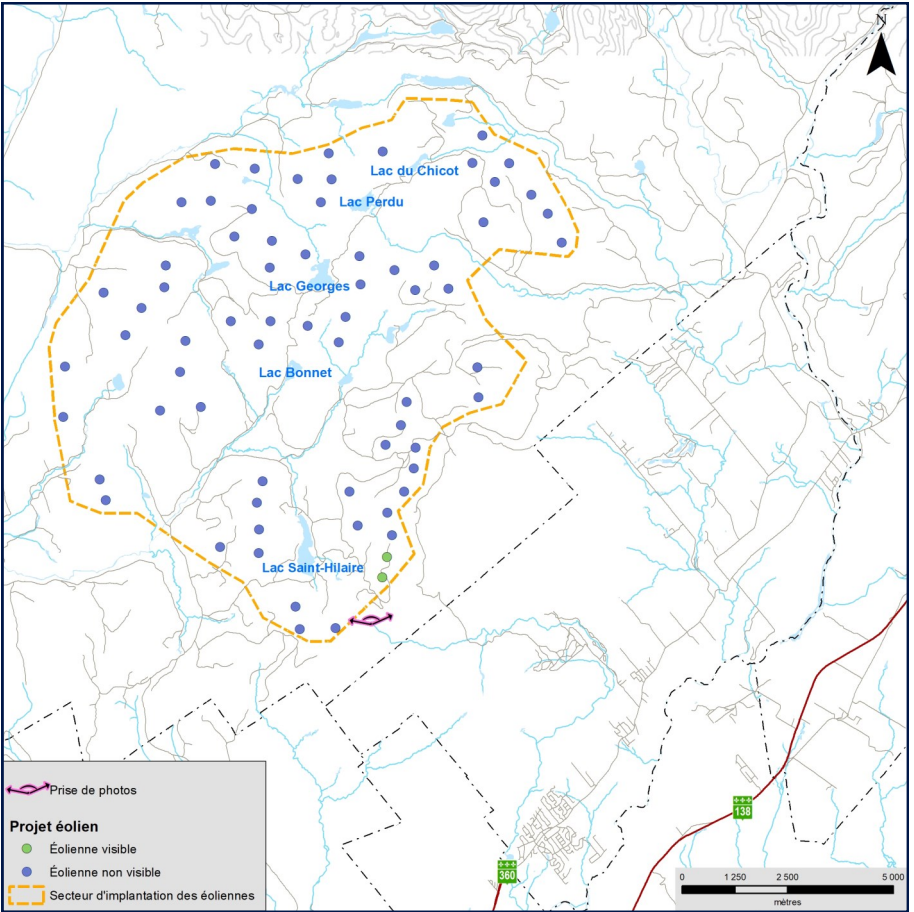 N
Lac du Chicot
Lac Perdu
Lac Georges
Lac Bonnet
Lac Saint-Hilaire
Prise de photos
Projet éolien
Éolienne visible
Éolienne non visible
Secteur d'implantation des éoliennes
138
360
0 1 250 2 500 5 000
mètres